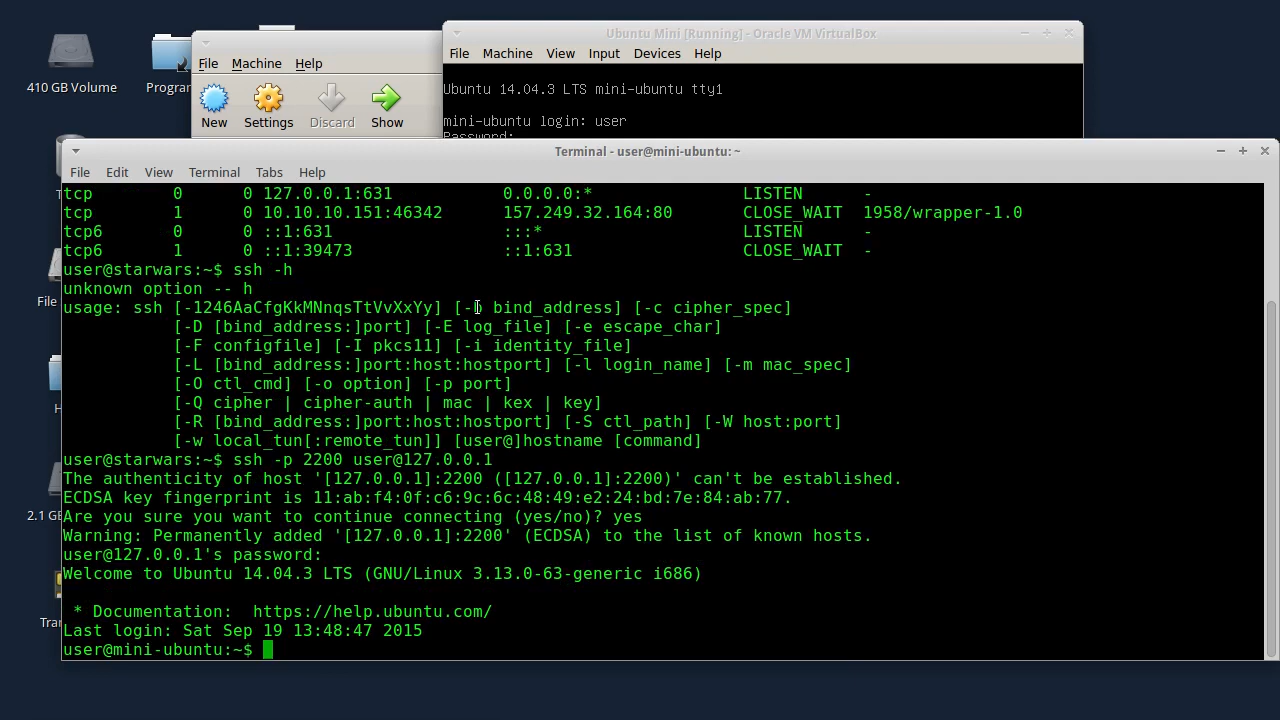 410 GB Volume
Progra
File
2.1 GB
Tra
File Machine Help
New Settings Discard Show
Ubuntu Mini [Running] - Oracle VM VirtualBox
File Machine View Input Devices Help
Ubuntu 14.04.3 LTS mini-ubuntu tty1
mini-ubuntu login: user
Password:
Terminal - user@mini-ubuntu: ~
File Edit View Terminal Tabs Help
tcp 0 0 127.0.0.1:631 0.0.0.0:* LISTEN -
tcp 1 0 10.10.10.151:46342 157.249.32.164:80 CLOSE_WAIT 1958/wrapper-1.0
tcp6 0 0 ::1:631 :::* LISTEN -
tcp6 1 0 ::1:39473 ::1:631 CLOSE_WAIT -
user@starwars:~$ ssh -h
unknown option -- h
usage: ssh [-1246AaCfgKkMNnqsTtVvXxYy] [-b bind_address] [-c cipher_spec]
[-D [bind_address:]port] [-E log_file] [-e escape_char]
[-F configfile] [-I pkcs11] [-i identity_file]
[-L [bind_address:]port:host:hostport] [-l login_name] [-m mac_spec]
[-O ctl_cmd] [-o option] [-p port]
[-Q cipher | cipher-auth | mac | kex | key]
[-R [bind_address:]port:host:hostport] [-S ctl_path] [-W host:port]
[-w local_tun[:remote_tun]] [user@]hostname [command]
user@starwars:~$ ssh -p 2200 user@127.0.0.1
The authenticity of host '[127.0.0.1]:2200 ([127.0.0.1]:2200)' can't be established.
ECDSA key fingerprint is 11:ab:f4:0f:c6:9c:6c:48:49:e2:24:bd:7e:84:ab:77.
Are you sure you want to continue connecting (yes/no)? yes
Warning: Permanently added '[127.0.0.1]:2200' (ECDSA) to the list of known hosts.
user@127.0.0.1's password:
Welcome to Ubuntu 14.04.3 LTS (GNU/Linux 3.13.0-63-generic i686)
* Documentation: https://help.ubuntu.com/
Last login: Sat Sep 19 13:48:47 2015
user@mini-ubuntu:~$